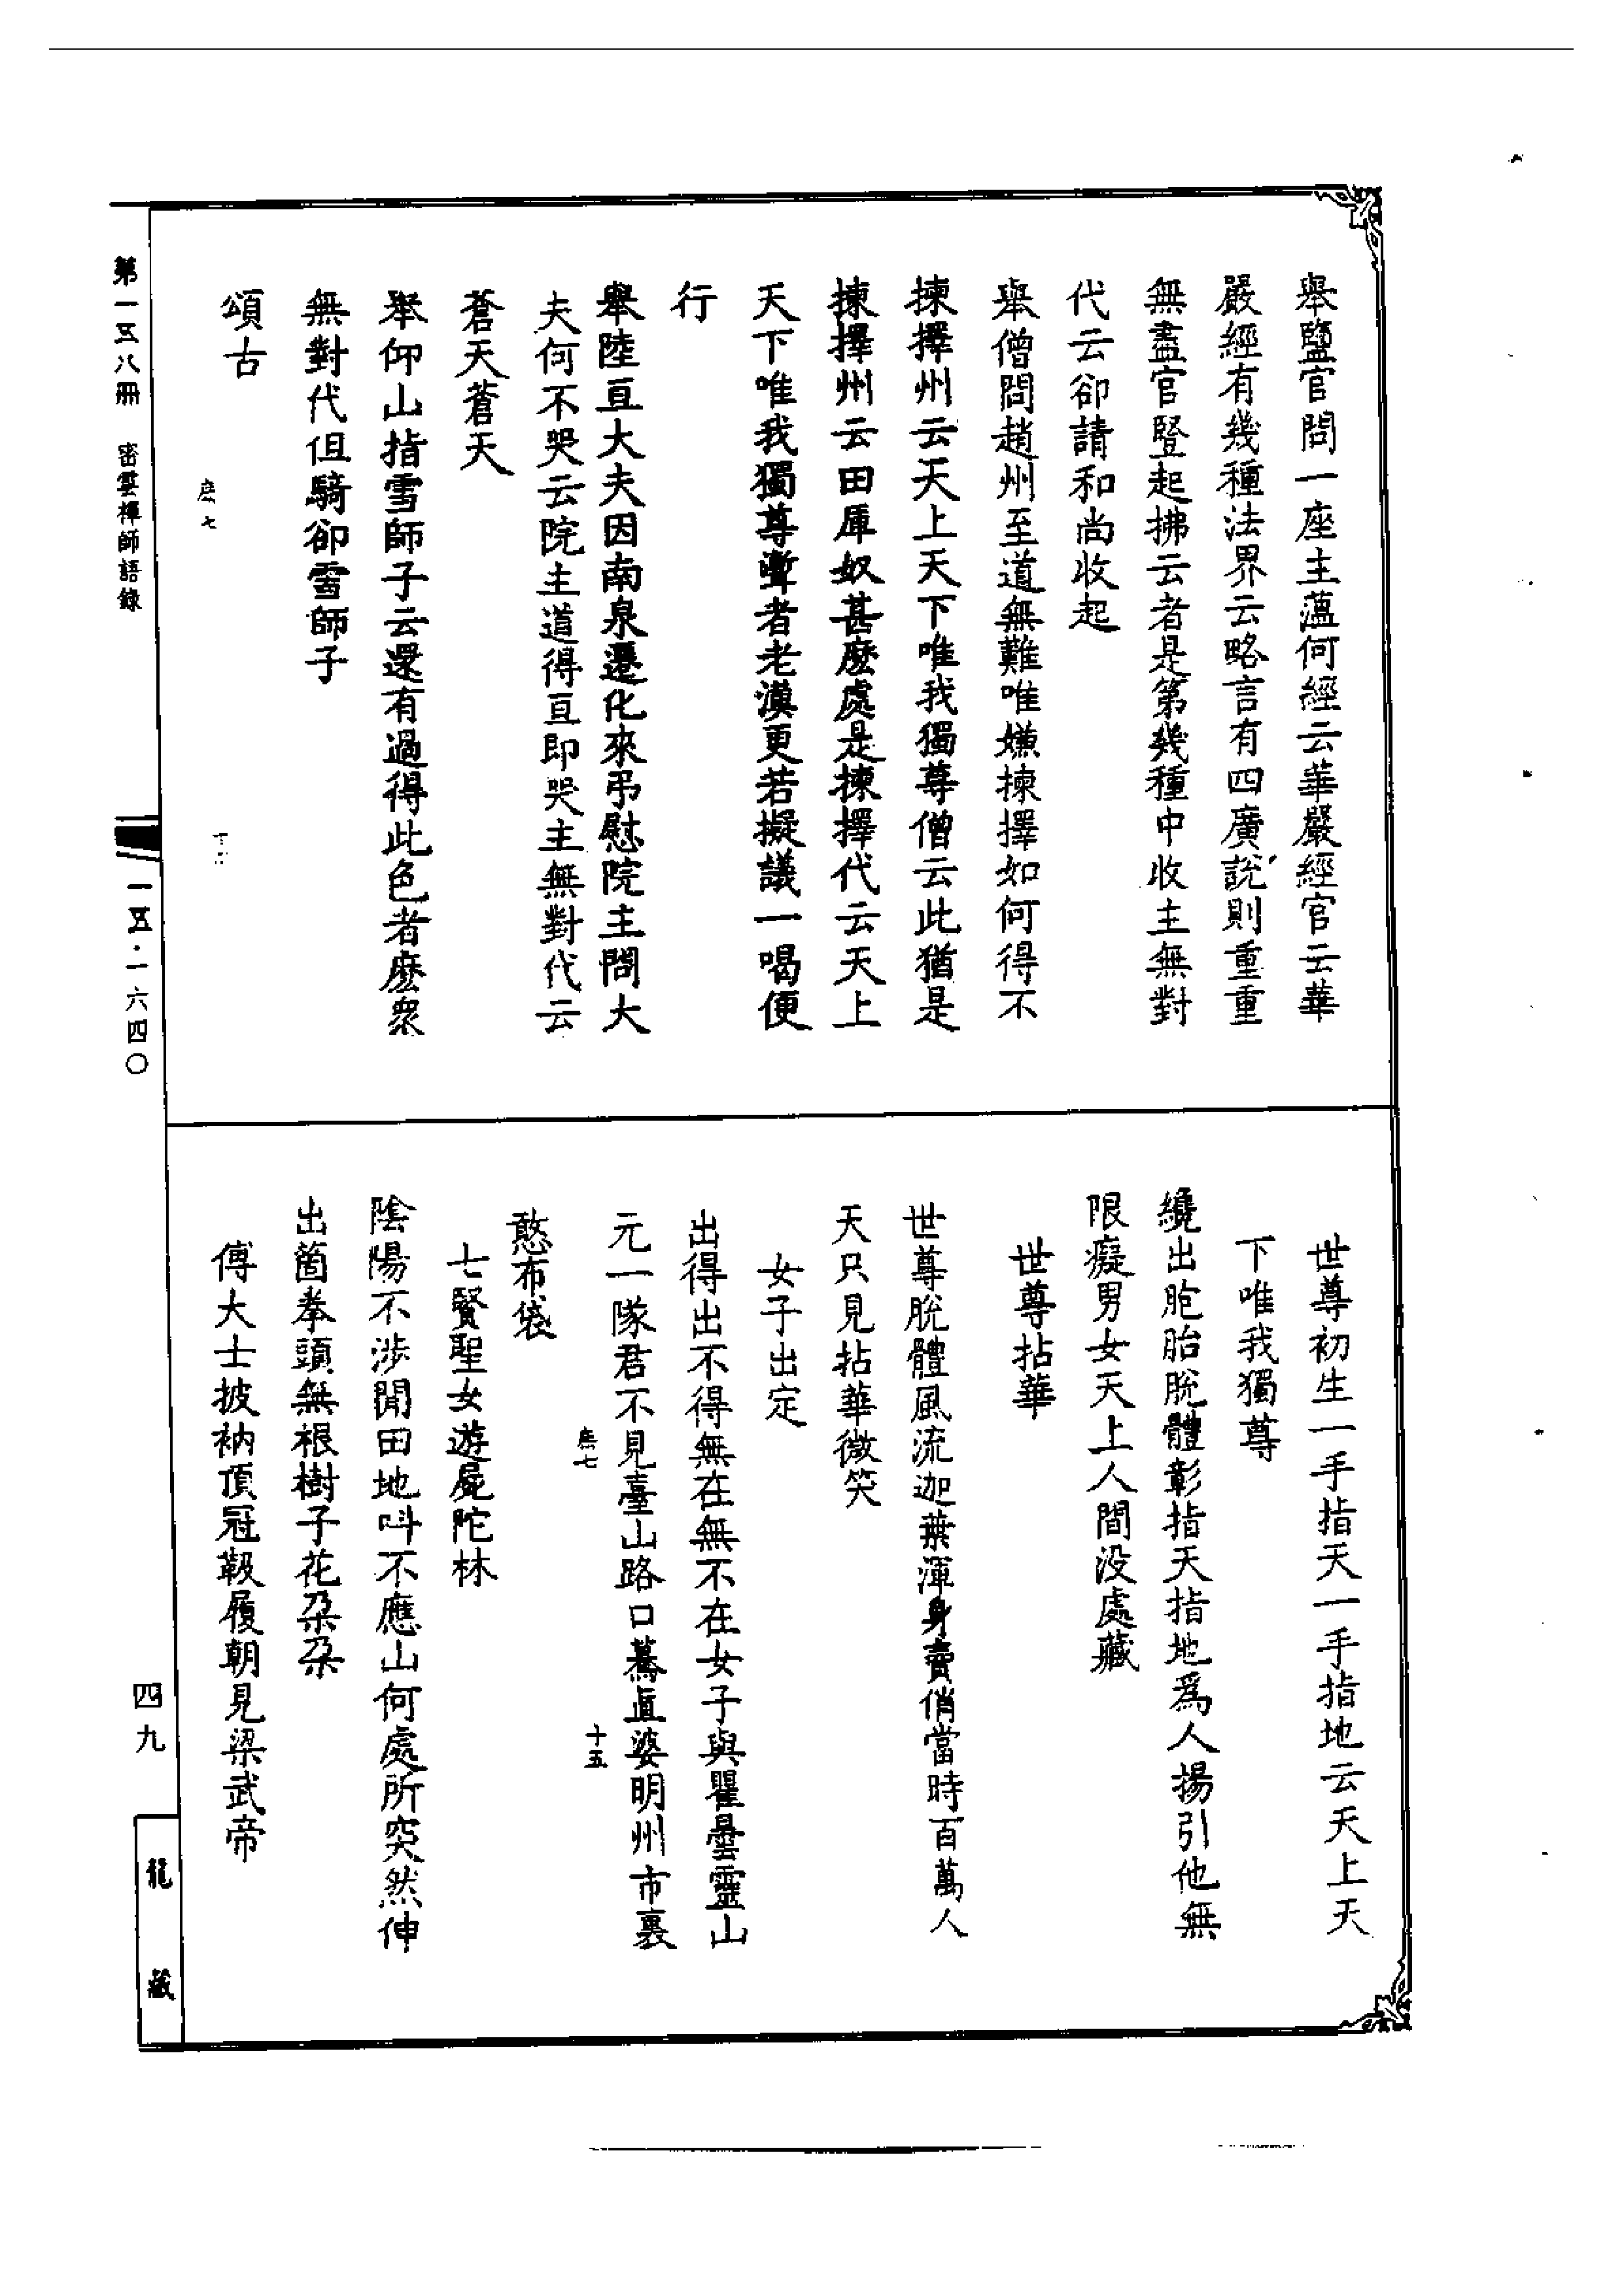 舉鹽官問一座主蘊何經云華嚴經官云華
嚴經有幾種法界云略言有四廣說則重重
無盡官豎起拂云者是第幾種中收主無對
代云卻請和尚收起
舉僧問趙州至道無難唯嫌揀擇如何得不
揀擇州云天上天下唯我獨尊僧云此猶是
揀擇州云田厙奴甚麽處是揀擇代云天上
天下唯我獨尊嚌者老漢更若擬議一喝便
行
舉陸亘大夫因南泉遷化來弔慰院主問大
夫何不哭云院主道得亘即哭主無對代云
蒼天蒼天
舉仰山指雪師子云還有過得此色者麽眾
無對代但騎卻雪師子
頌古
世尊初生一手指天一手指地云天上天
下唯我獨尊
纔出胞胎脫體彰指天指地為人揚引他無
限癡男女天上人間沒處藏
世尊拈華
世尊脫體風流迦葉渾身賣俏當時百萬人
天只見拈華微笑
女子出定
出得出不得無在無不在女子與瞿曇靈山
元一隊君不見臺山路口驀直婆明州市裏
憨布袋
七賢聖女遊屍陀林
陰陽不涉閒田地叫不應山何處所突然伸
出箇拳頭無根樹子花朵朵
傅大士披衲頂冠靸履朝見梁武帝
第一五八冊 密雲禪師語錄
一五·一六四〇
四九
龍藏
十五